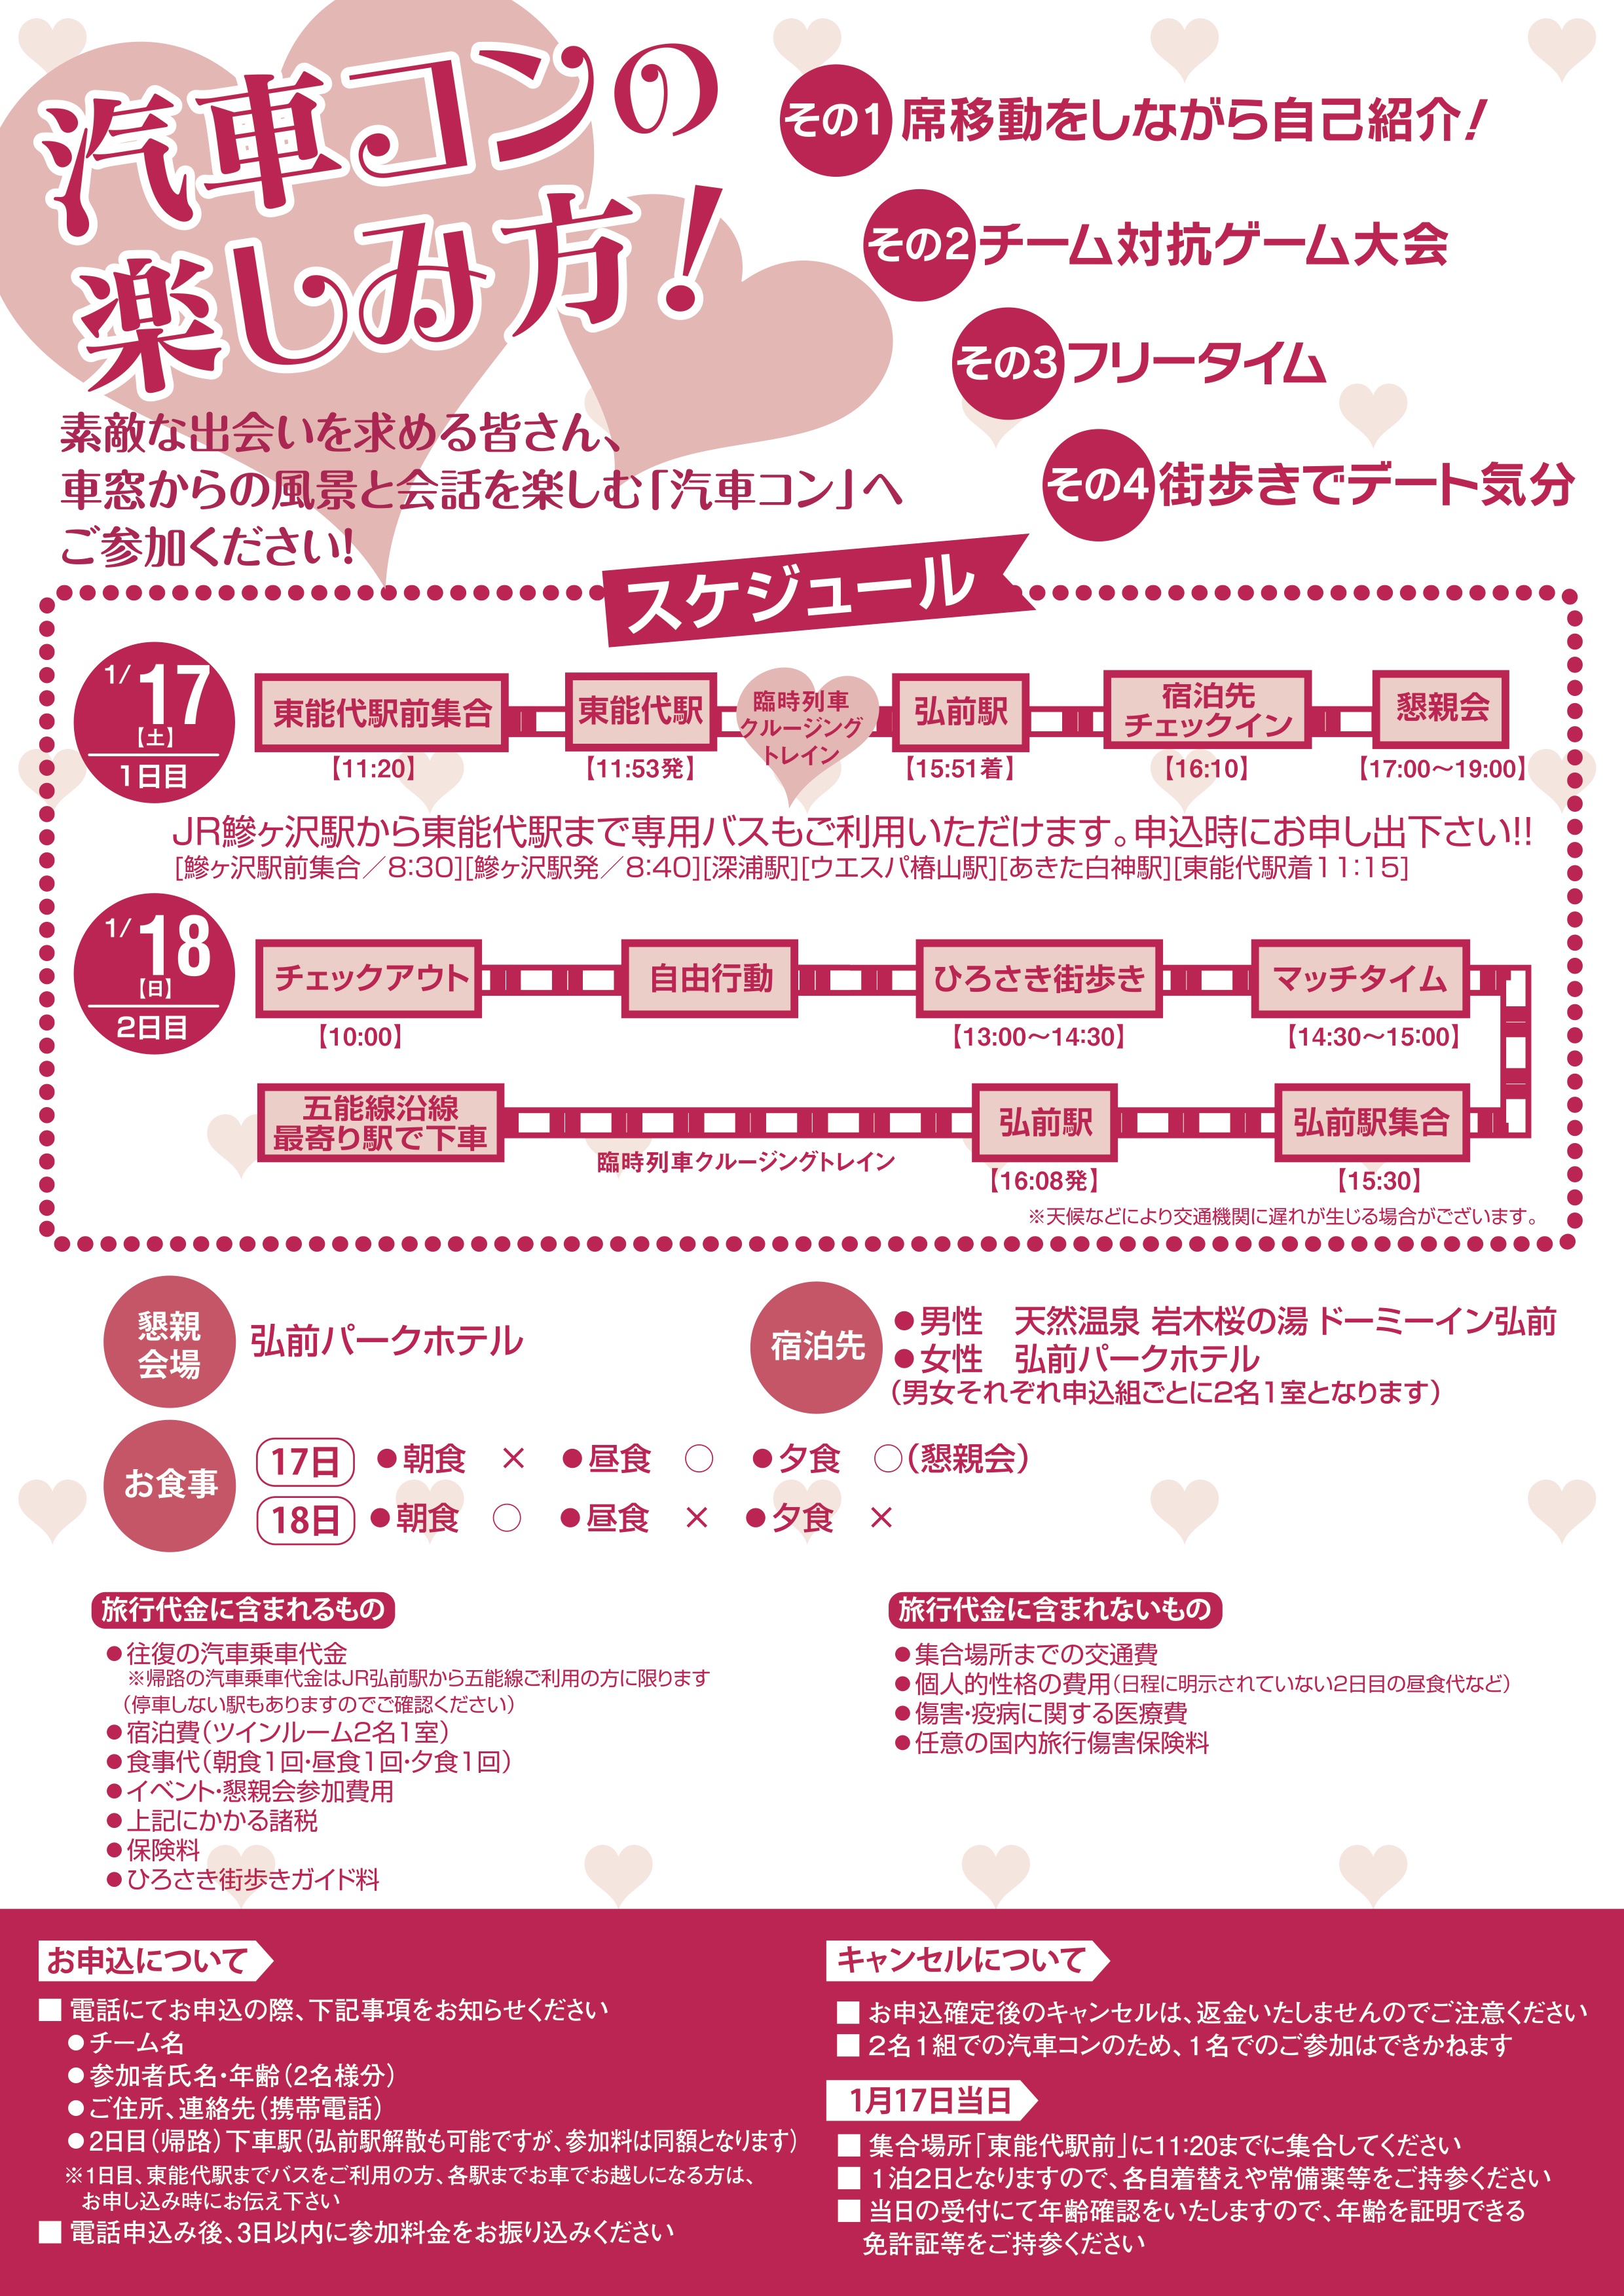 汽車コンの
楽しみ方!
素敵な出会いを求める皆さん、
車窓からの風景と会話を楽しむ「汽車コン」へ
ご参加ください!
その1 席移動をしながら自己紹介!
その2 チーム対抗ゲーム大会
その3 フリータイム
その4 街歩きでデート気分
スケジュール
1/17
【土】
1日目
東能代駅前集合
【11:20】
東能代駅
【11:53発】
臨時列車
クルージング
トレイン
弘前駅
【15:51着】
宿泊先
チェックイン
【16:10】
懇親会
【17:00〜19:00】
JR鰺ヶ沢駅から東能代駅まで専用バスもご利用いただけます。申込時にお申し出下さい!!
[鰺ヶ沢駅前集合／8:30][鰺ヶ沢駅発／8:40][深浦駅][ウエスパ椿山駅][あきた白神駅][東能代駅着11:15]
1/18
【日】
2日目
チェックアウト
【10:00】
自由行動
ひろさき街歩き
【13:00〜14:30】
マッチタイム
【14:30〜15:00】
弘前駅集合
【15:30】
弘前駅
【16:08発】
臨時列車クルージングトレイン
五能線沿線
最寄り駅で下車
※天候などにより交通機関に遅れが生じる場合がございます。
懇親
会場
弘前パークホテル
宿泊先
●男性　天然温泉 岩木桜の湯 ドーミーイン弘前
●女性　弘前パークホテル
（男女それぞれ申込組ごとに2名1室となります）
お食事
17日 ●朝食 × ●昼食 ○ ●夕食 ○（懇親会）
18日 ●朝食 ○ ●昼食 × ●夕食 ×
旅行代金に含まれるもの
●往復の汽車乗車代金
※帰路の汽車乗車代金はJR弘前駅から五能線ご利用の方に限ります
（停車しない駅もありますのでご確認ください）
●宿泊費（ツインルーム2名1室）
●食事代（朝食1回・昼食1回・夕食1回）
●イベント・懇親会参加費用
●上記にかかる諸税
●保険料
●ひろさき街歩きガイド料
旅行代金に含まれないもの
●集合場所までの交通費
●個人的性格の費用（日程に明示されていない2日目の昼食代など）
●傷害・疫病に関する医療費
●任意の国内旅行傷害保険料
お申込について
■ 電話にてお申込の際、下記事項をお知らせください
●チーム名
●参加者氏名・年齢（2名様分）
●ご住所、連絡先（携帯電話）
●2日目（帰路）下車駅（弘前駅解散も可能ですが、参加料は同額となります）
※1日目、東能代駅までバスをご利用の方、各駅までお車でお越しになる方は、
お申し込み時にお伝え下さい
■ 電話申込み後、3日以内に参加料金をお振り込みください
キャンセルについて
■ お申込確定後のキャンセルは、返金いたしませんのでご注意ください
■ 2名1組での汽車コンのため、1名でのご参加はできかねます
1月17日当日
■ 集合場所「東能代駅前」に11:20までに集合してください
■ 1泊2日となりますので、各自着替えや常備薬等をご持参ください
■ 当日の受付にて年齢確認をいたしますので、年齢を証明できる
免許証等をご持参ください